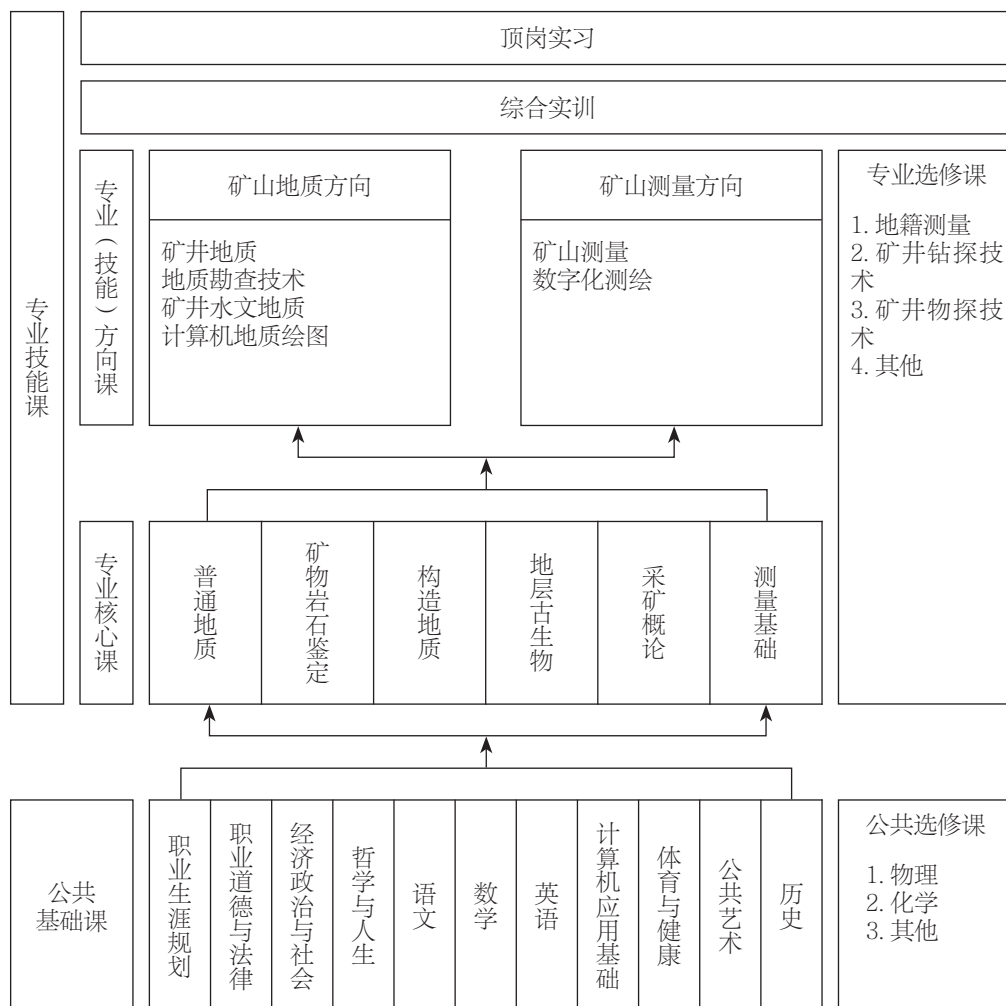 顶岗实习
综合实训
专业技能课
专业（技能）方向课
矿山地质方向
矿井地质
地质勘查技术
矿井水文地质
计算机地质绘图
矿山测量方向
矿山测量
数字化测绘
专业选修课
1. 地籍测量
2. 矿井钻探技
术
3. 矿井物探技
术
4. 其他
专业核心课
普通地质
矿物岩石鉴定
构造地质
地层古生物
采矿概论
测量基础
公共
基础课
职业生涯规划
职业道德与法律
经济政治与社会
哲学与人生
语文
数学
英语
计算机应用基础
体育与健康
公共艺术
历史
公共选修课
1. 物理
2. 化学
3. 其他